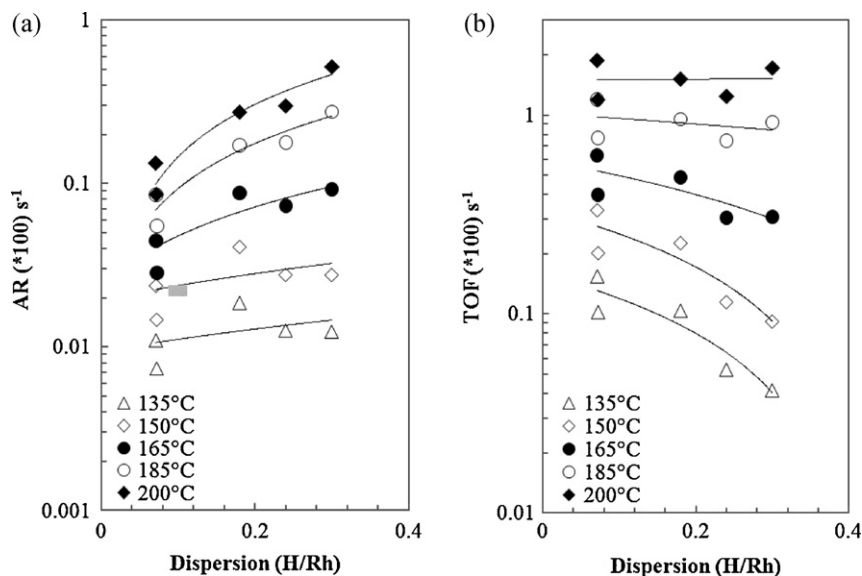 (a)
1
0.1
0.01
0.001
AR (*100) s⁻¹
135°C
150°C
165°C
185°C
200°C
0
0.2
0.4
Dispersion (H/Rh)
(b)
1
0.1
0.01
TOF (*100) s⁻¹
135°C
150°C
165°C
185°C
200°C
0
0.2
0.4
Dispersion (H/Rh)